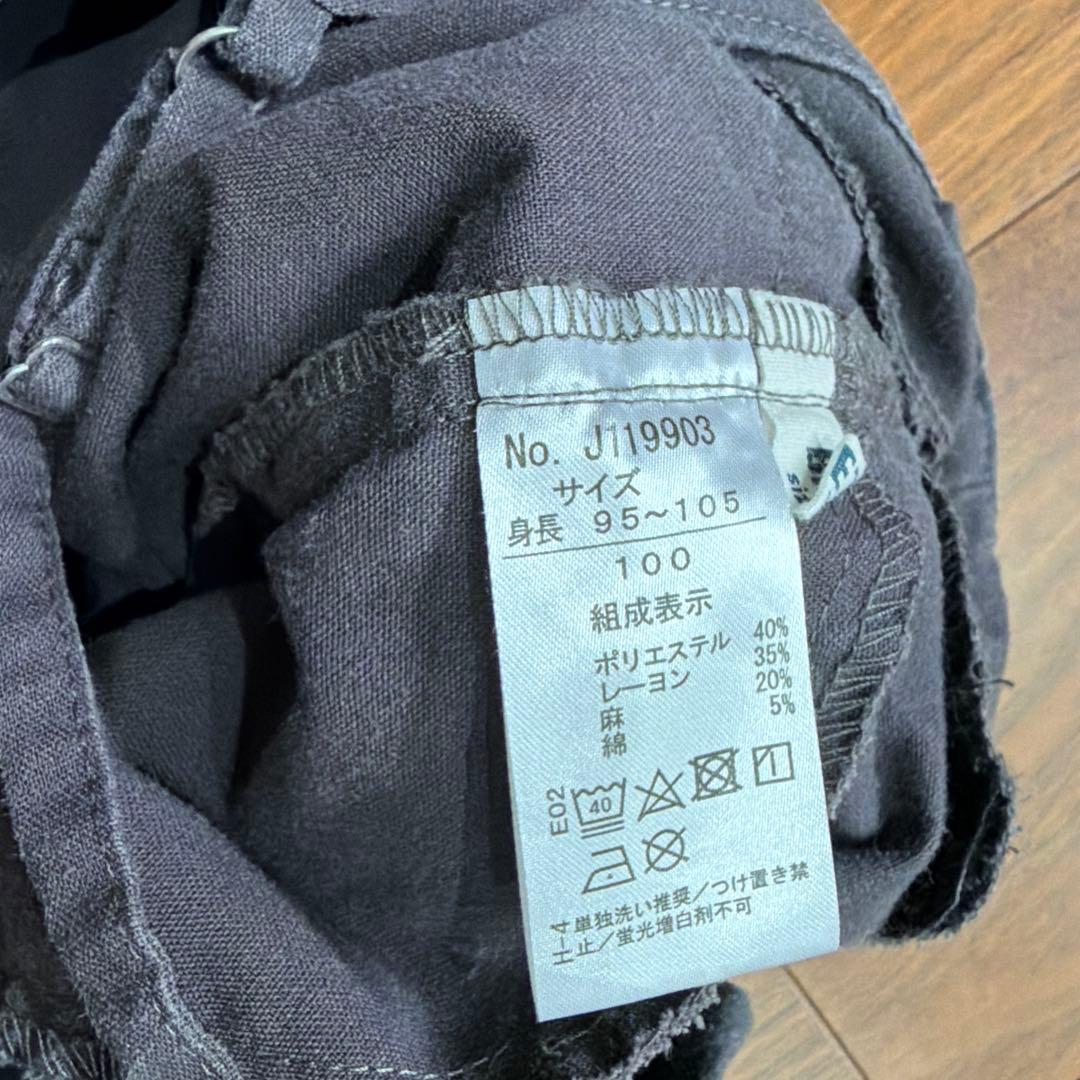 No. J119903
サイズ
身長 95~105
100
組成表示
ポリエステル 40%
レーヨン 35%
麻 20%
綿 5%
E02
40
H-4単独洗い推奨/つけ置き禁
止/蛍光増白剤不可